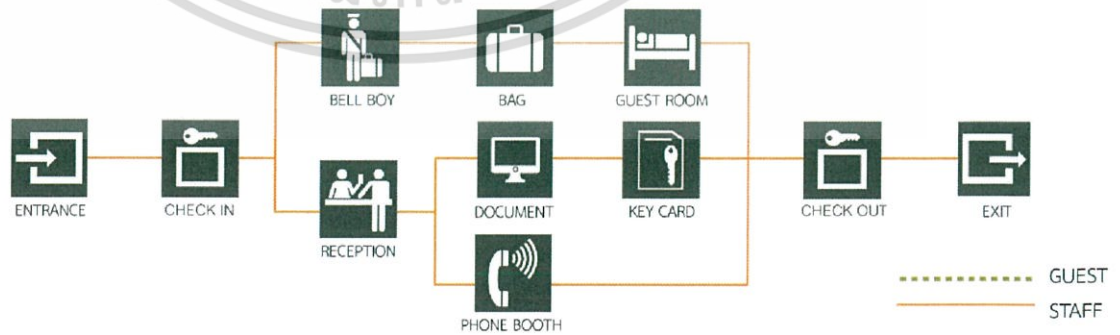 BELL BOY
BAG
GUEST ROOM
ENTRANCE
CHECK IN
RECEPTION
DOCUMENT
KEY CARD
CHECK OUT
EXIT
PHONE BOOTH
GUEST
STAFF